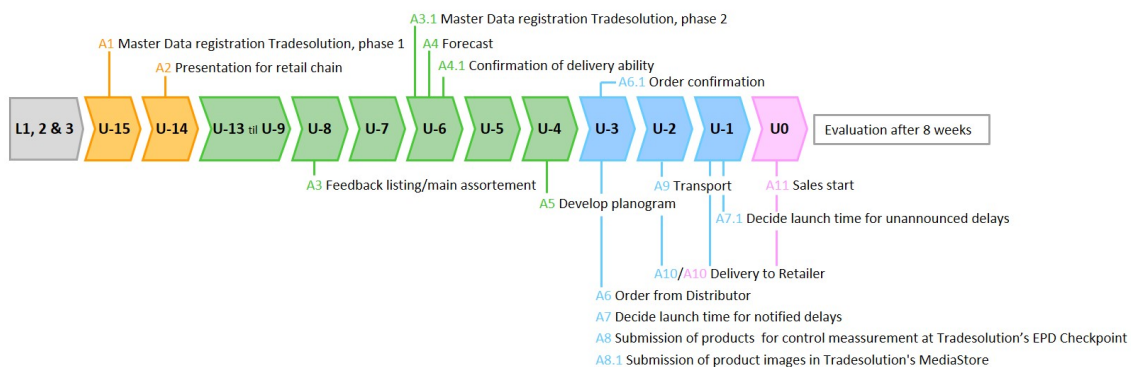 A3.1 Master Data registration Tradesolution, phase 2
A1 Master Data registration Tradesolution, phase 1
A4 Forecast
A2 Presentation for retail chain
A4.1 Confirmation of delivery ability
A6.1 Order confirmation
L1, 2 & 3
U-15
U-14
U-13 til U-9
U-8
U-7
U-6
U-5
U-4
U-3
U-2
U-1
U0
Evaluation after 8 weeks
A3 Feedback listing/main assortement
A9 Transport
A11 Sales start
A5 Develop planogram
A7.1 Decide launch time for unannounced delays
A10/A10 Delivery to Retailer
A6 Order from Distributor
A7 Decide launch time for notified delays
A8 Submission of products for control meassurement at Tradesolution's EPD Checkpoint
A8.1 Submission of product images in Tradesolution's MediaStore